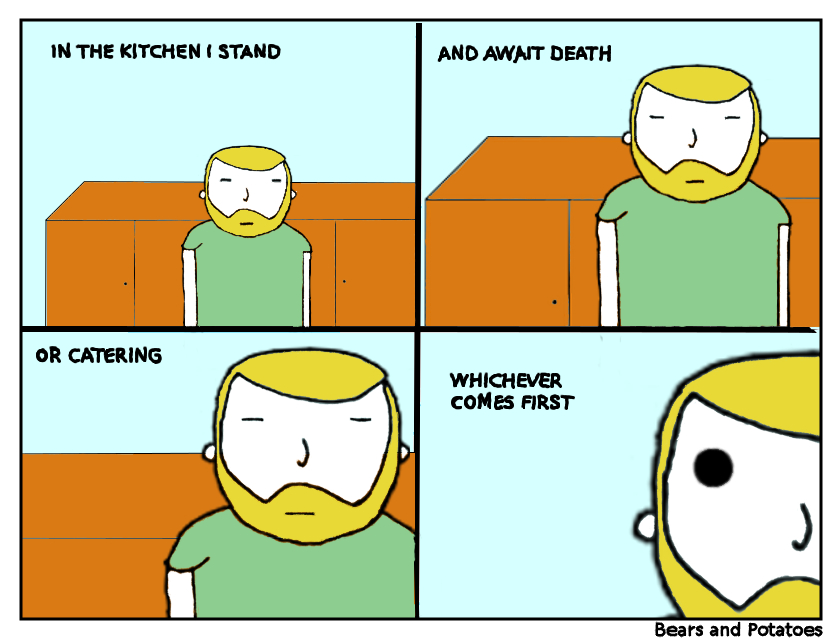 IN THE KITCHEN I STAND
AND AWAIT DEATH
OR CATERING
WHICHEVER
COMES FIRST
Bears and Potatoes